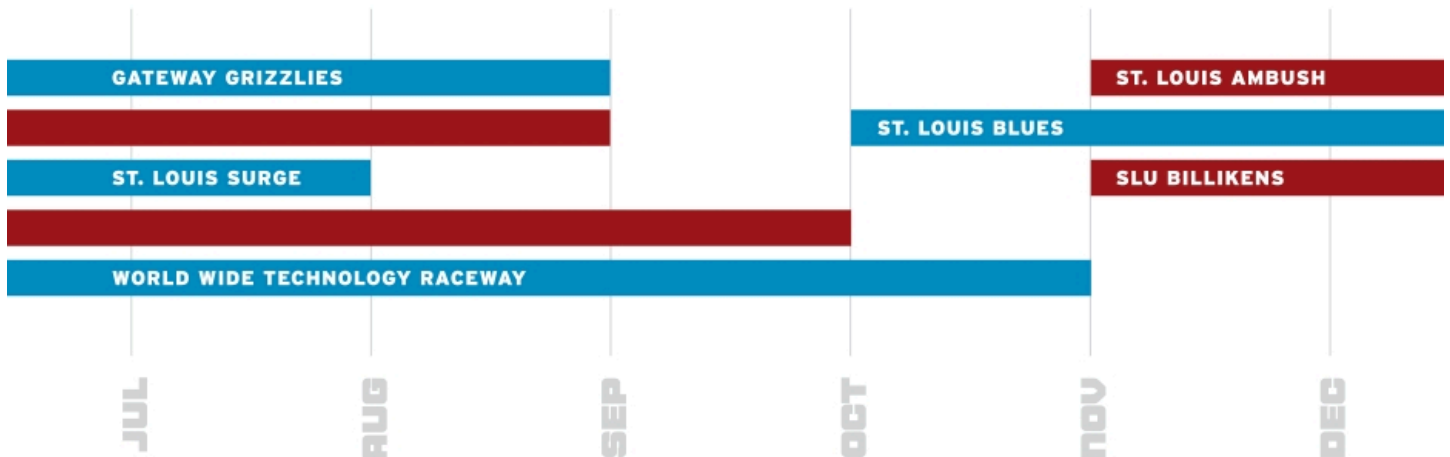 GATEWAY GRIZZLIES
ST. LOUIS AMBUSH
ST. LOUIS BLUES
ST. LOUIS SURGE
SLU BILLIKENS
WORLD WIDE TECHNOLOGY RACEWAY
JUL
AUG
SEP
OCT
NOV
DEC